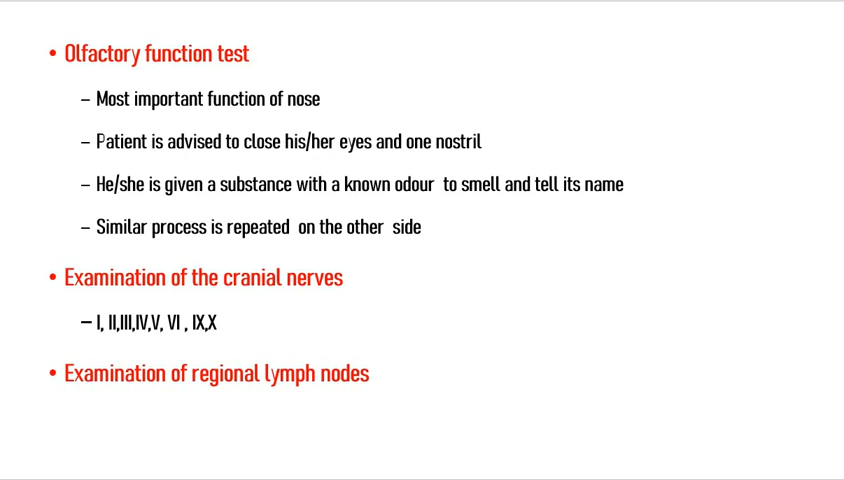 • Olfactory function test
– Most important function of nose
– Patient is advised to close his/her eyes and one nostril
– He/she is given a substance with a known odour to smell and tell its name
– Similar process is repeated on the other side
• Examination of the cranial nerves
– I, II,III,IV,V, VI , IX,X
• Examination of regional lymph nodes